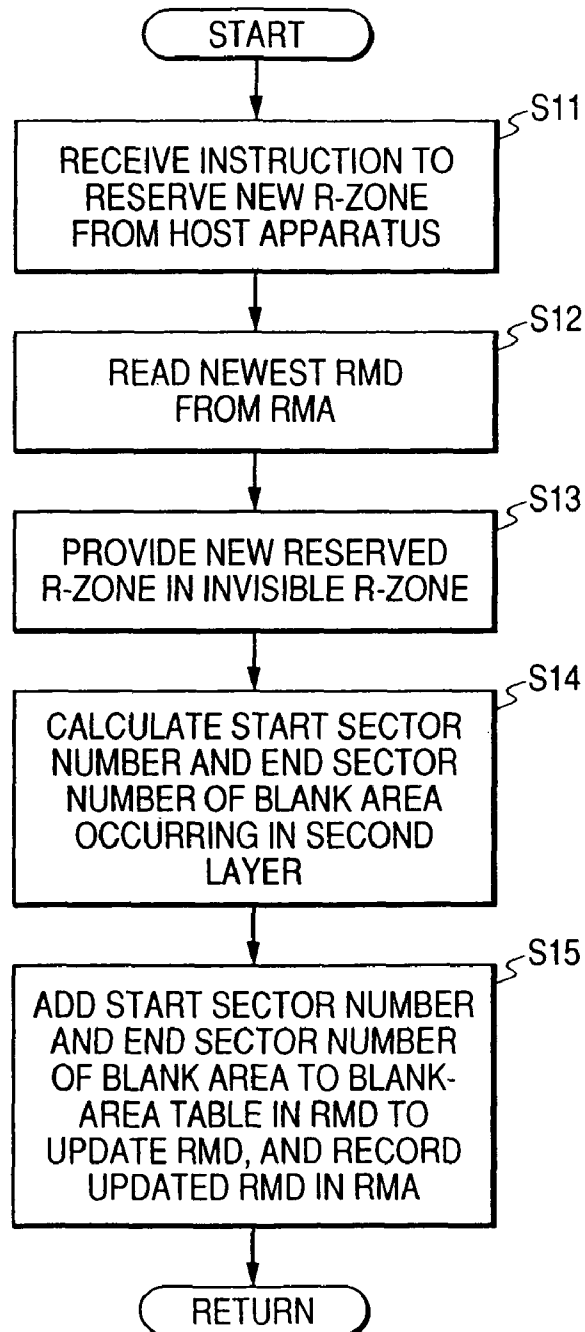 START
S11
RECEIVE INSTRUCTION TO
RESERVE NEW R-ZONE
FROM HOST APPARATUS
S12
READ NEWEST RMD
FROM RMA
S13
PROVIDE NEW RESERVED
R-ZONE IN INVISIBLE R-ZONE
S14
CALCULATE START SECTOR
NUMBER AND END SECTOR
NUMBER OF BLANK AREA
OCCURRING IN SECOND
LAYER
S15
ADD START SECTOR NUMBER
AND END SECTOR NUMBER
OF BLANK AREA TO BLANK-
AREA TABLE IN RMD TO
UPDATE RMD, AND RECORD
UPDATED RMD IN RMA
RETURN